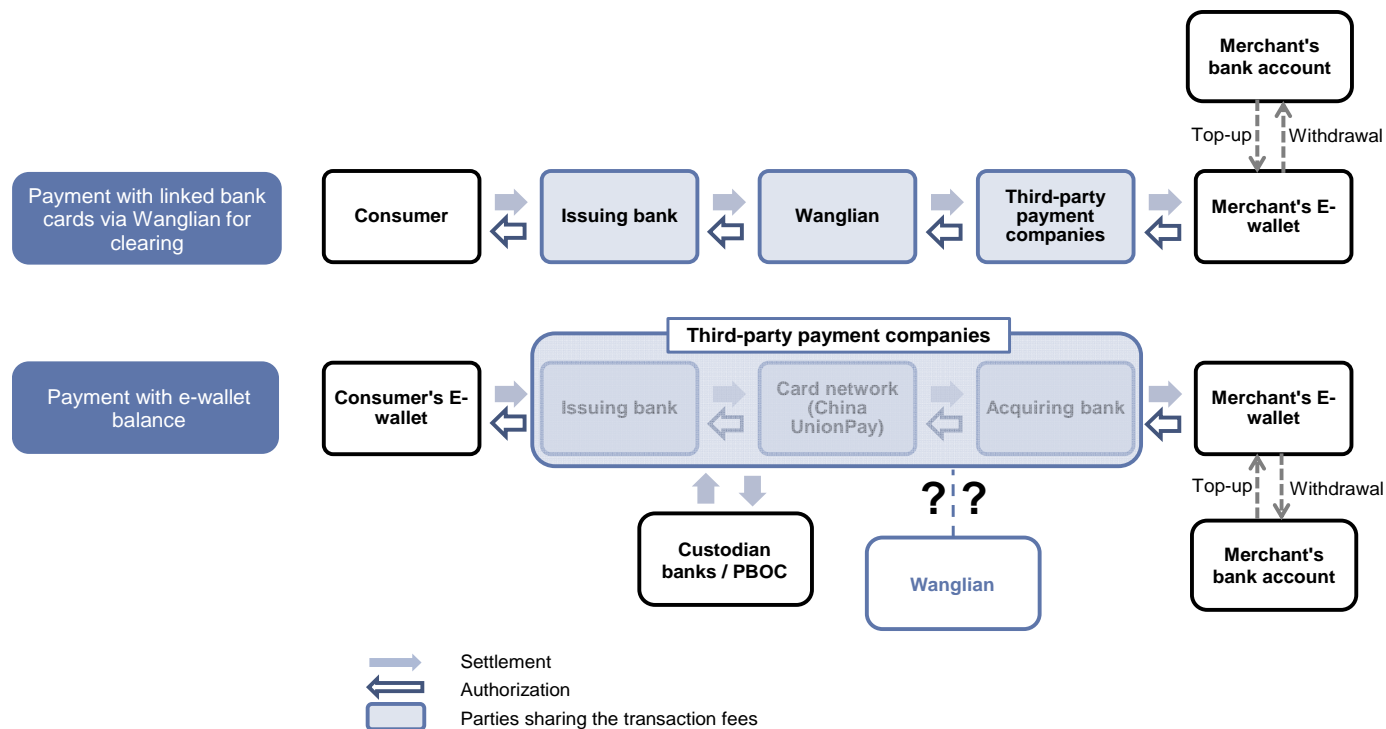 Merchant's
bank account
Top-up
Withdrawal
Payment with linked bank
cards via Wanglian for
clearing
Consumer
Issuing bank
Wanglian
Third-party
payment
companies
Merchant's E-
wallet
Third-party payment companies
Payment with e-wallet
balance
Consumer's E-
wallet
Issuing bank
Card network
(China
UnionPay)
Acquiring bank
Merchant's E-
wallet
? ?
Top-up
Withdrawal
Custodian
banks / PBOC
Wanglian
Merchant's
bank account
Settlement
Authorization
Parties sharing the transaction fees